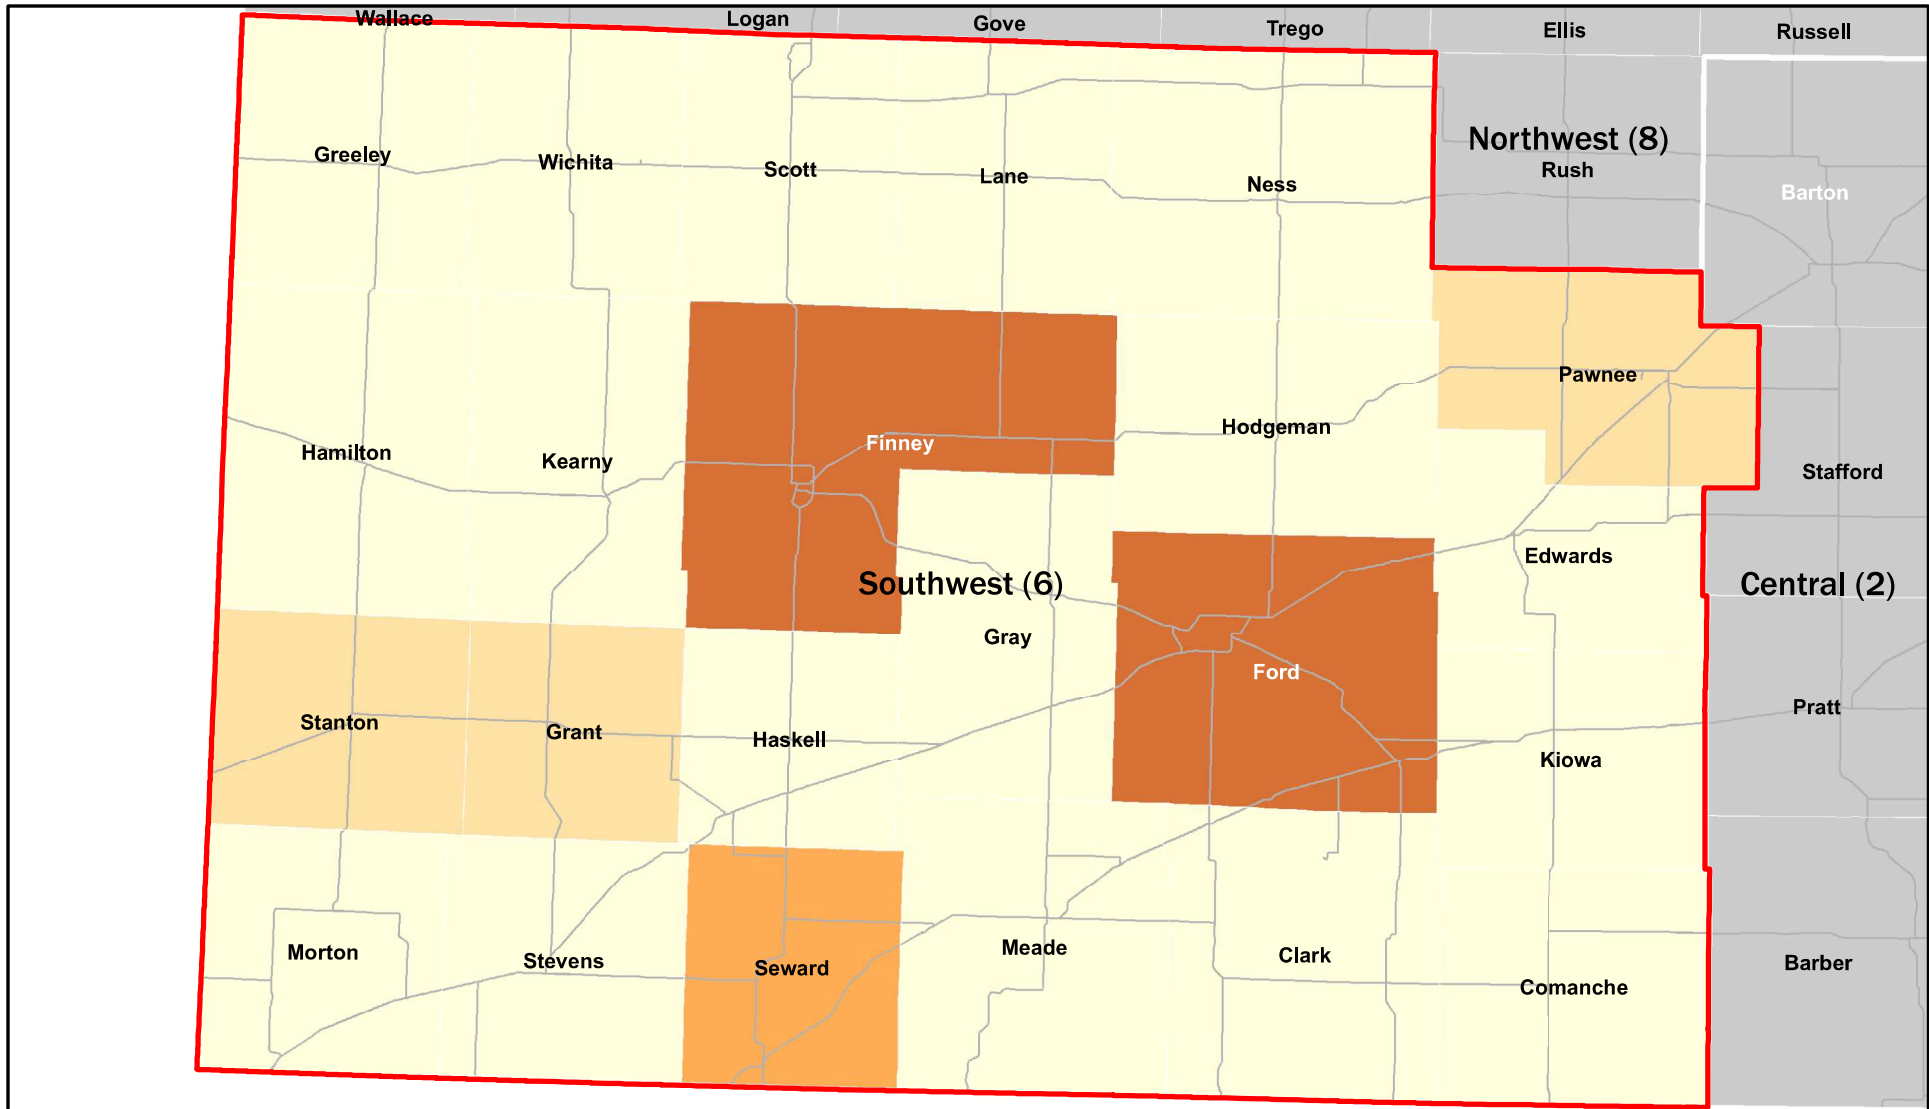 Wallace
Logan
Gove
Trego
Ellis
Russell
Northwest (8)
Greeley
Wichita
Scott
Lane
Ness
Rush
Barton
Pawnee
Hamilton
Kearny
Finney
Hodgeman
Stafford
Edwards
Southwest (6)
Central (2)
Gray
Ford
Stanton
Grant
Haskell
Kiowa
Pratt
Morton
Stevens
Seward
Meade
Clark
Comanche
Barber